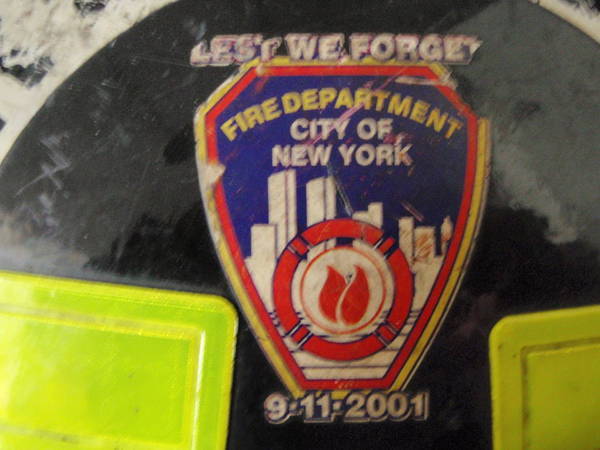 LEST WE FORGET
FIRE DEPARTMENT
CITY OF
NEW YORK
9-11-2001